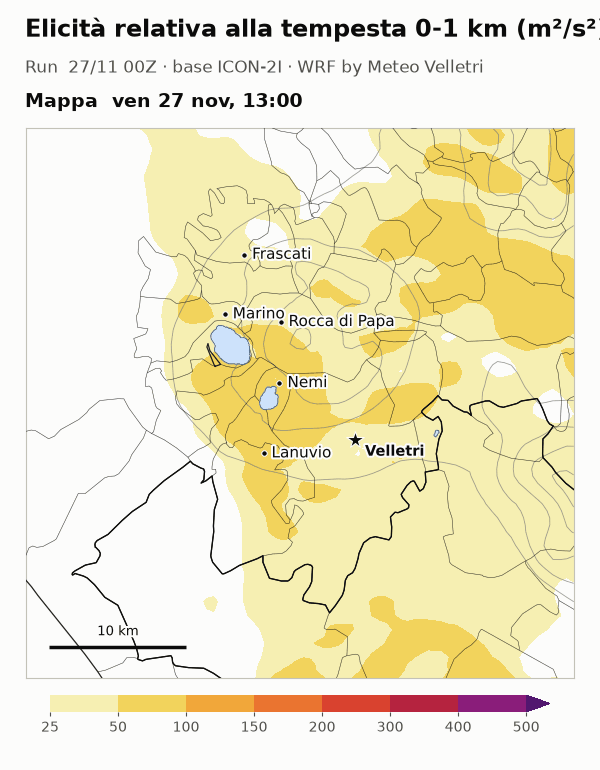 Elicità relativa alla tempesta 0-1 km (m²/s²)
Run 27/11 00Z · base ICON-2I · WRF by Meteo Velletri
Mappa ven 27 nov, 13:00
Frascati
Marino
Rocca di Papa
Nemi
Velletri
Lanuvio
10 km
25 50 100 150 200 300 400 500